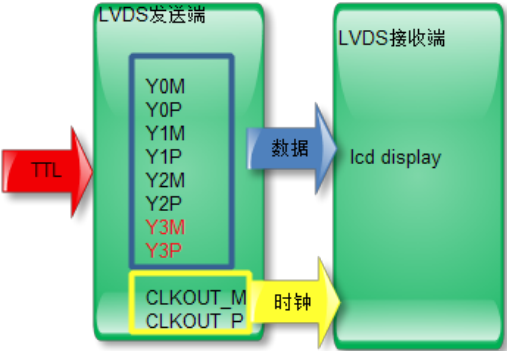 LVDS发送端
LVDS接收端
Y0M
Y0P
Y1M
Y1P
Y2M
Y2P
Y3M
Y3P
TTL
数据
lcd display
CLKOUT_M
CLKOUT_P
时钟